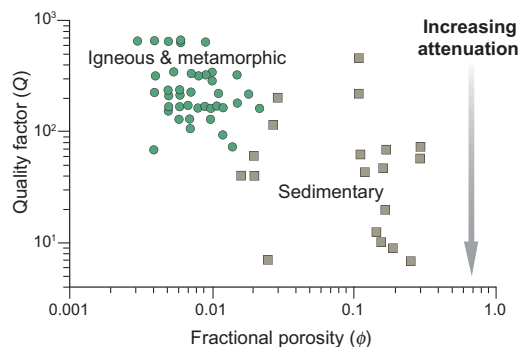 Increasing
attenuation
Igneous & metamorphic
Sedimentary
Quality factor (Q)
10³
10²
10¹
0.001
0.01
0.1
1.0
Fractional porosity (ϕ)